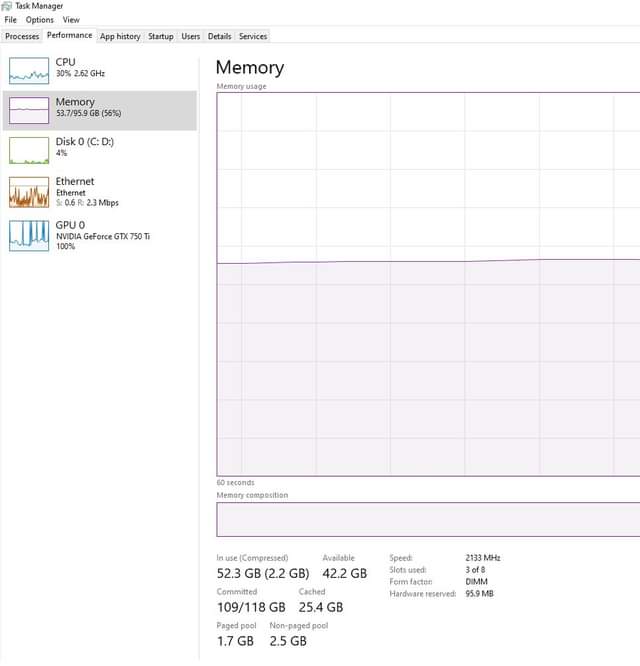 Task Manager
File Options View
Processes Performance App history Startup Users Details Services
CPU
30% 2.62 GHz
Memory
53.7/95.9 GB (56%)
Disk 0 (C: D:)
4%
Ethernet
Ethernet
S: 0.6 R: 2.3 Mbps
GPU 0
NVIDIA GeForce GTX 750 Ti
100%
Memory
Memory usage
60 seconds
Memory composition
In use (Compressed) Available
52.3 GB (2.2 GB) 42.2 GB
Committed Cached
109/118 GB 25.4 GB
Paged pool Non-paged pool
1.7 GB 2.5 GB
Speed: 2133 MHz
Slots used: 3 of 8
Form factor: DIMM
Hardware reserved: 95.9 MB